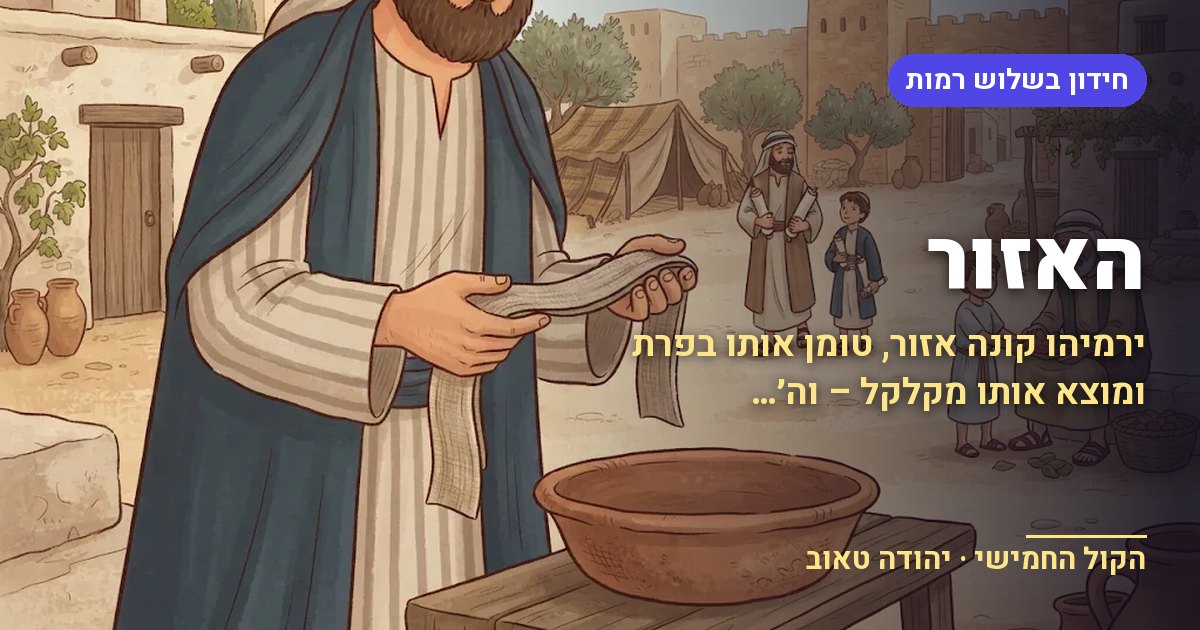 חידון בשלוש רמות
האזור
ירמיהו קונה אזור, טומן אותו בפרת
ומוצא אותו מקלקל – וה׳...
הקול החמישי · יהודה טאוב